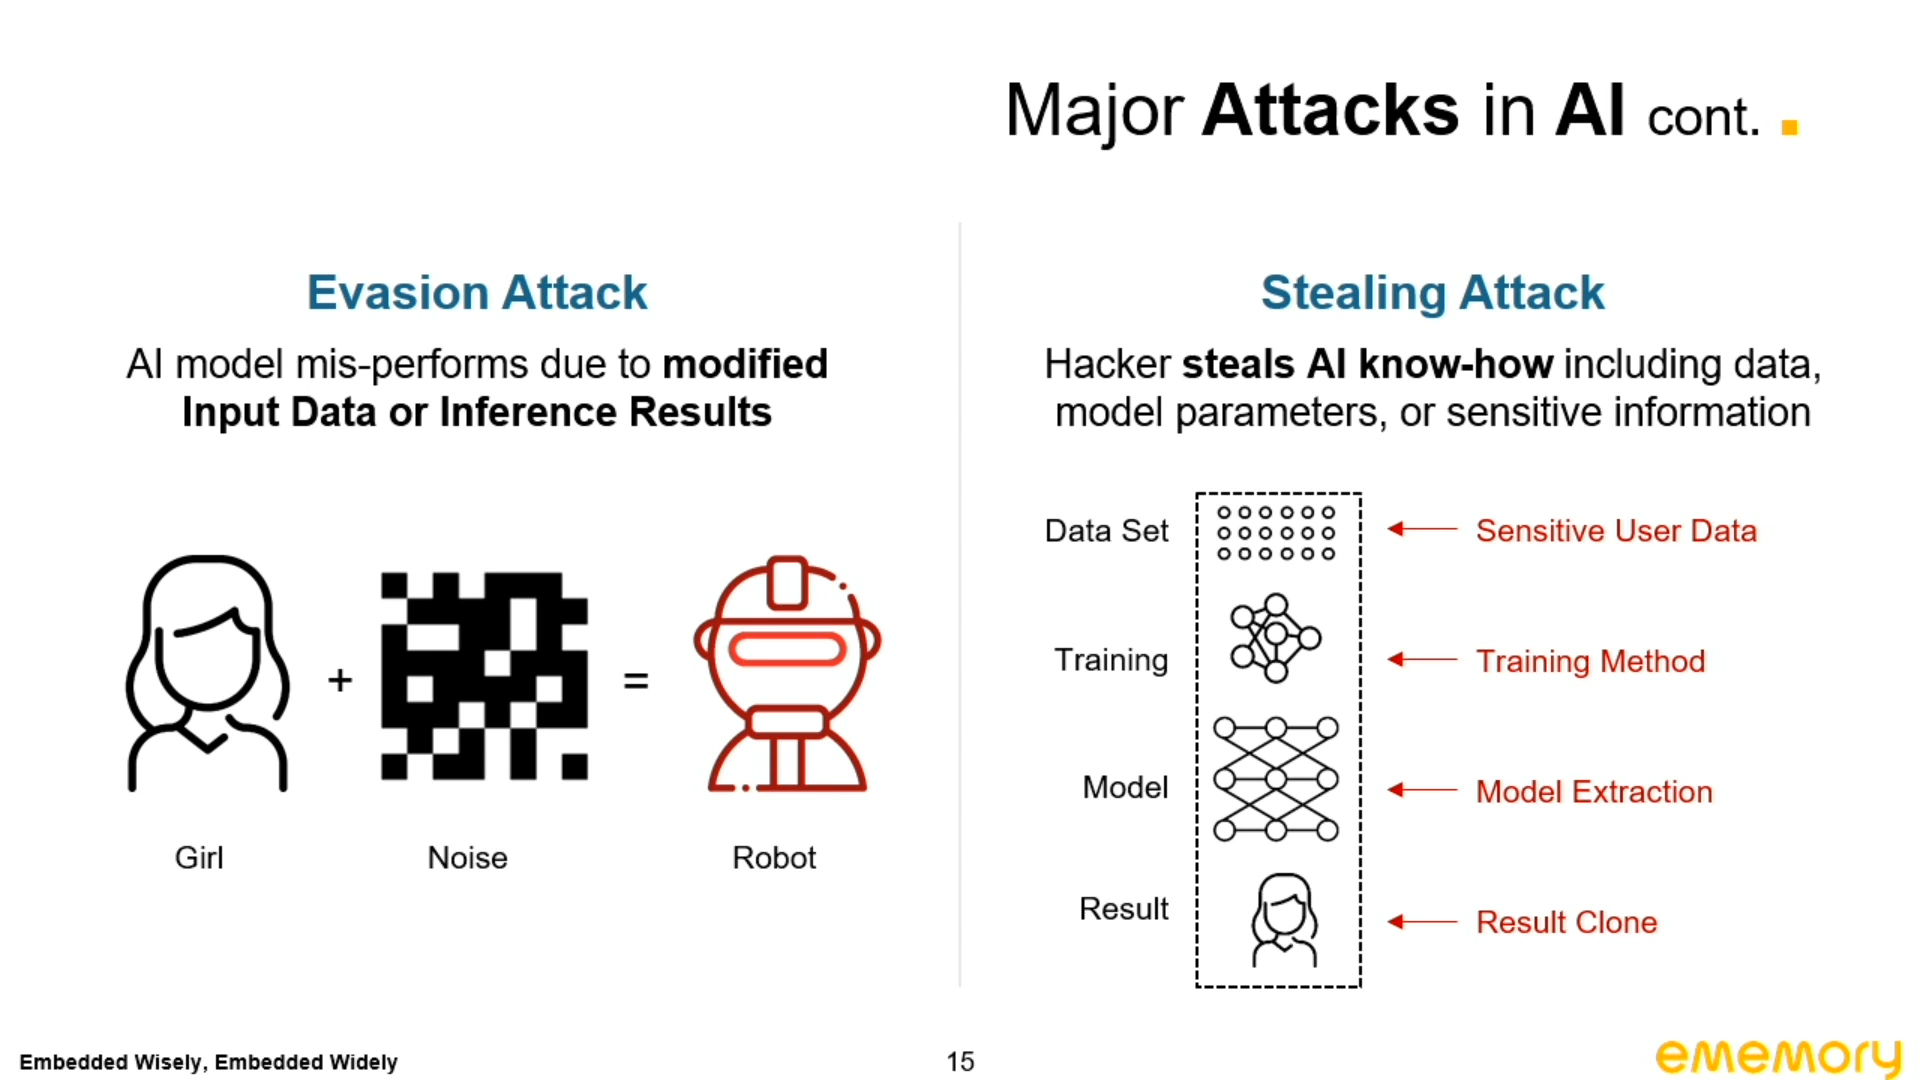 Major Attacks in AI cont.
Evasion Attack
AI model mis-performs due to modified
Input Data or Inference Results
+
=
Girl
Noise
Robot
Stealing Attack
Hacker steals AI know-how including data,
model parameters, or sensitive information
Data Set
Sensitive User Data
Training
Training Method
Model
Model Extraction
Result
Result Clone
Embedded Wisely, Embedded Widely
15
ememory